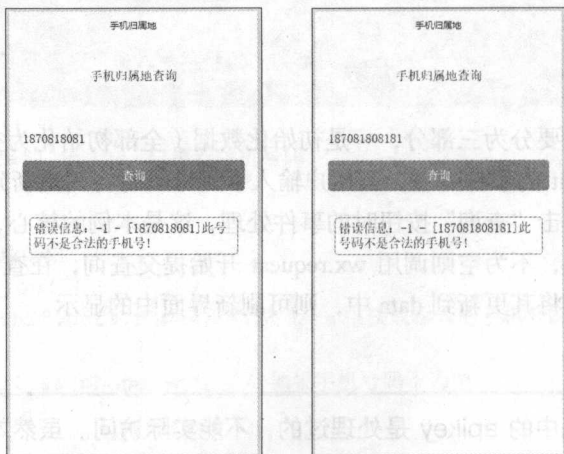 手机归属地
手机归属地查询
1870818081
查询
错误信息：-1 - [1870818081]此号
码不是合法的手机号！
手机归属地
手机归属地查询
187081808181
查询
错误信息：-1 - [187081808181]此
号码不是合法的手机号！